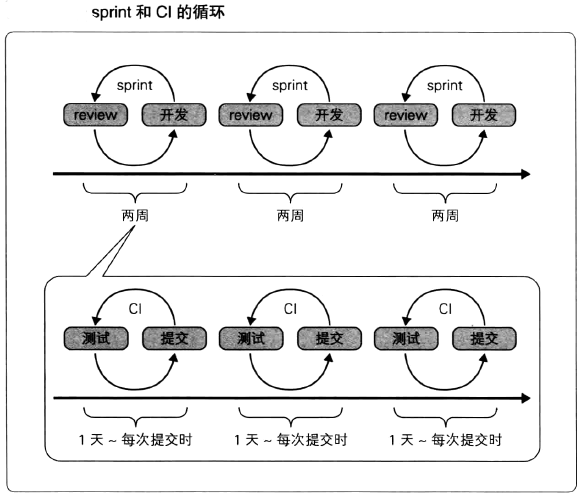 sprint 和 CI 的循环
sprint sprint sprint
review 开发 review 开发 review 开发
两周 两周 两周
CI CI CI
测试 提交 测试 提交 测试 提交
1 天 ~ 每次提交时 1 天 ~ 每次提交时 1 天 ~ 每次提交时